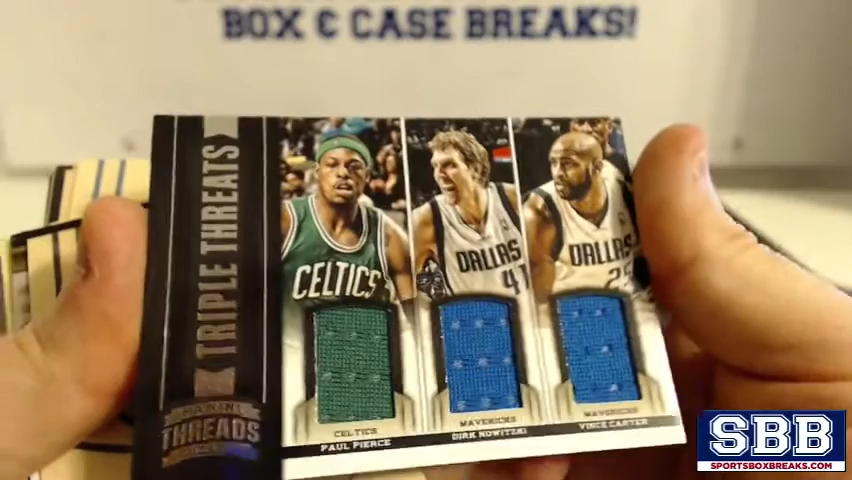 BOX & CASE BREAKS!
TRIPLE THREATS
CELTICS
DALLAS
41
DALLAS
25
CELTICS
PAUL PIERCE
MAVERICKS
DIRK NOWITZKI
MAVERICKS
VINCE CARTER
PANINI
THREADS
SBB
SPORTSBOXBREAKS.COM